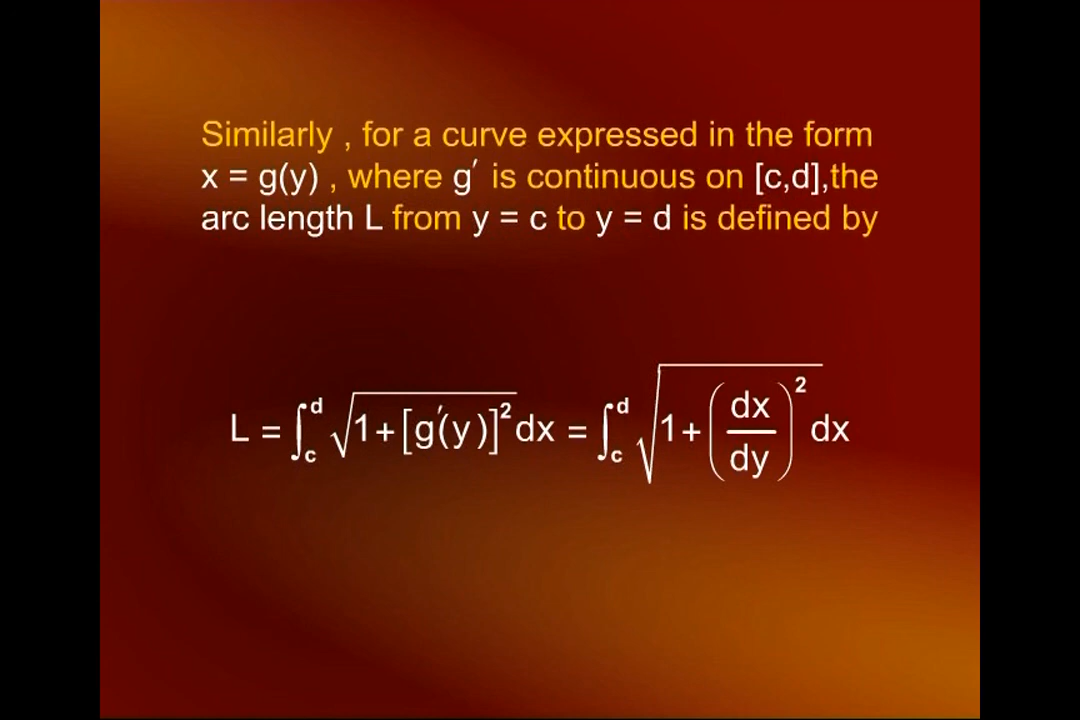 Similarly , for a curve expressed in the form
x = g(y) , where g′ is continuous on [c,d],the
arc length L from y = c to y = d is defined by
L = ∫_c^d √(1+[g′(y)]²) dx = ∫_c^d √(1+(dx/dy)²) dx